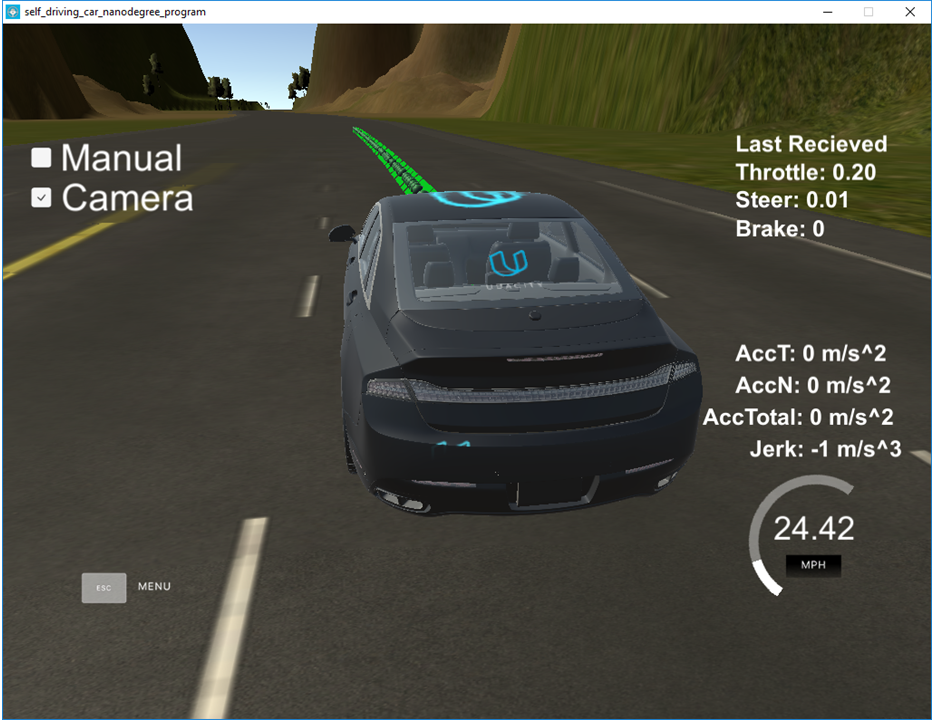 self_driving_car_nanodegree_program
Manual
Camera
Last Recieved
Throttle: 0.20
Steer: 0.01
Brake: 0
UDACITY
AccT: 0 m/s^2
AccN: 0 m/s^2
AccTotal: 0 m/s^2
Jerk: -1 m/s^3
24.42
MPH
ESC MENU